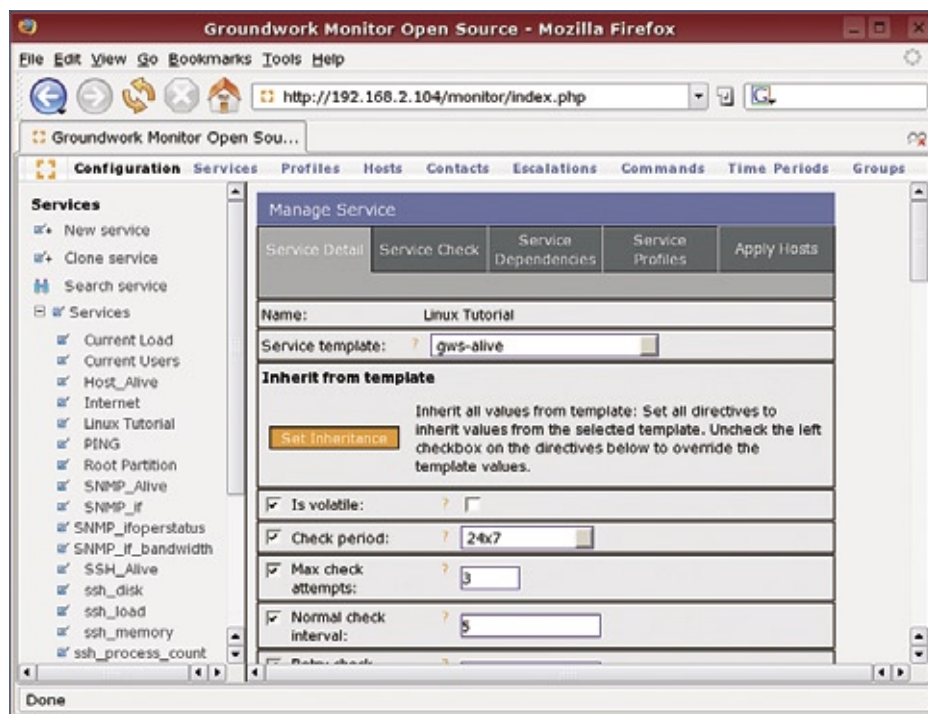 Groundwork Monitor Open Source - Mozilla Firefox
File Edit View Go Bookmarks Tools Help
http://192.168.2.104/monitor/index.php
G
Groundwork Monitor Open Sou...
Configuration Services Profiles Hosts Contacts Escalations Commands Time Periods Groups
Services
New service
Clone service
Search service
Services
Current Load
Current Users
Host_Alive
Internet
Linux Tutorial
PING
Root Partition
SNMP_Alive
SNMP_if
SNMP_ifoperstatus
SNMP_if_bandwidth
SSH_Alive
ssh_disk
ssh_load
ssh_memory
ssh_process_count
Manage Service
Service Detail
Service Check
Service
Dependencies
Service
Profiles
Apply Hosts
Name: Linux Tutorial
Service template: ? gws-alive
Inherit from template
Set Inheritance
Inherit all values from template: Set all directives to
inherit values from the selected template. Uncheck the left
checkbox on the directives below to override the
template values.
Is volatile: ?
Check period: ? 24x7
Max check
attempts:
? 3
Normal check
interval:
? 5
Retry check
Done